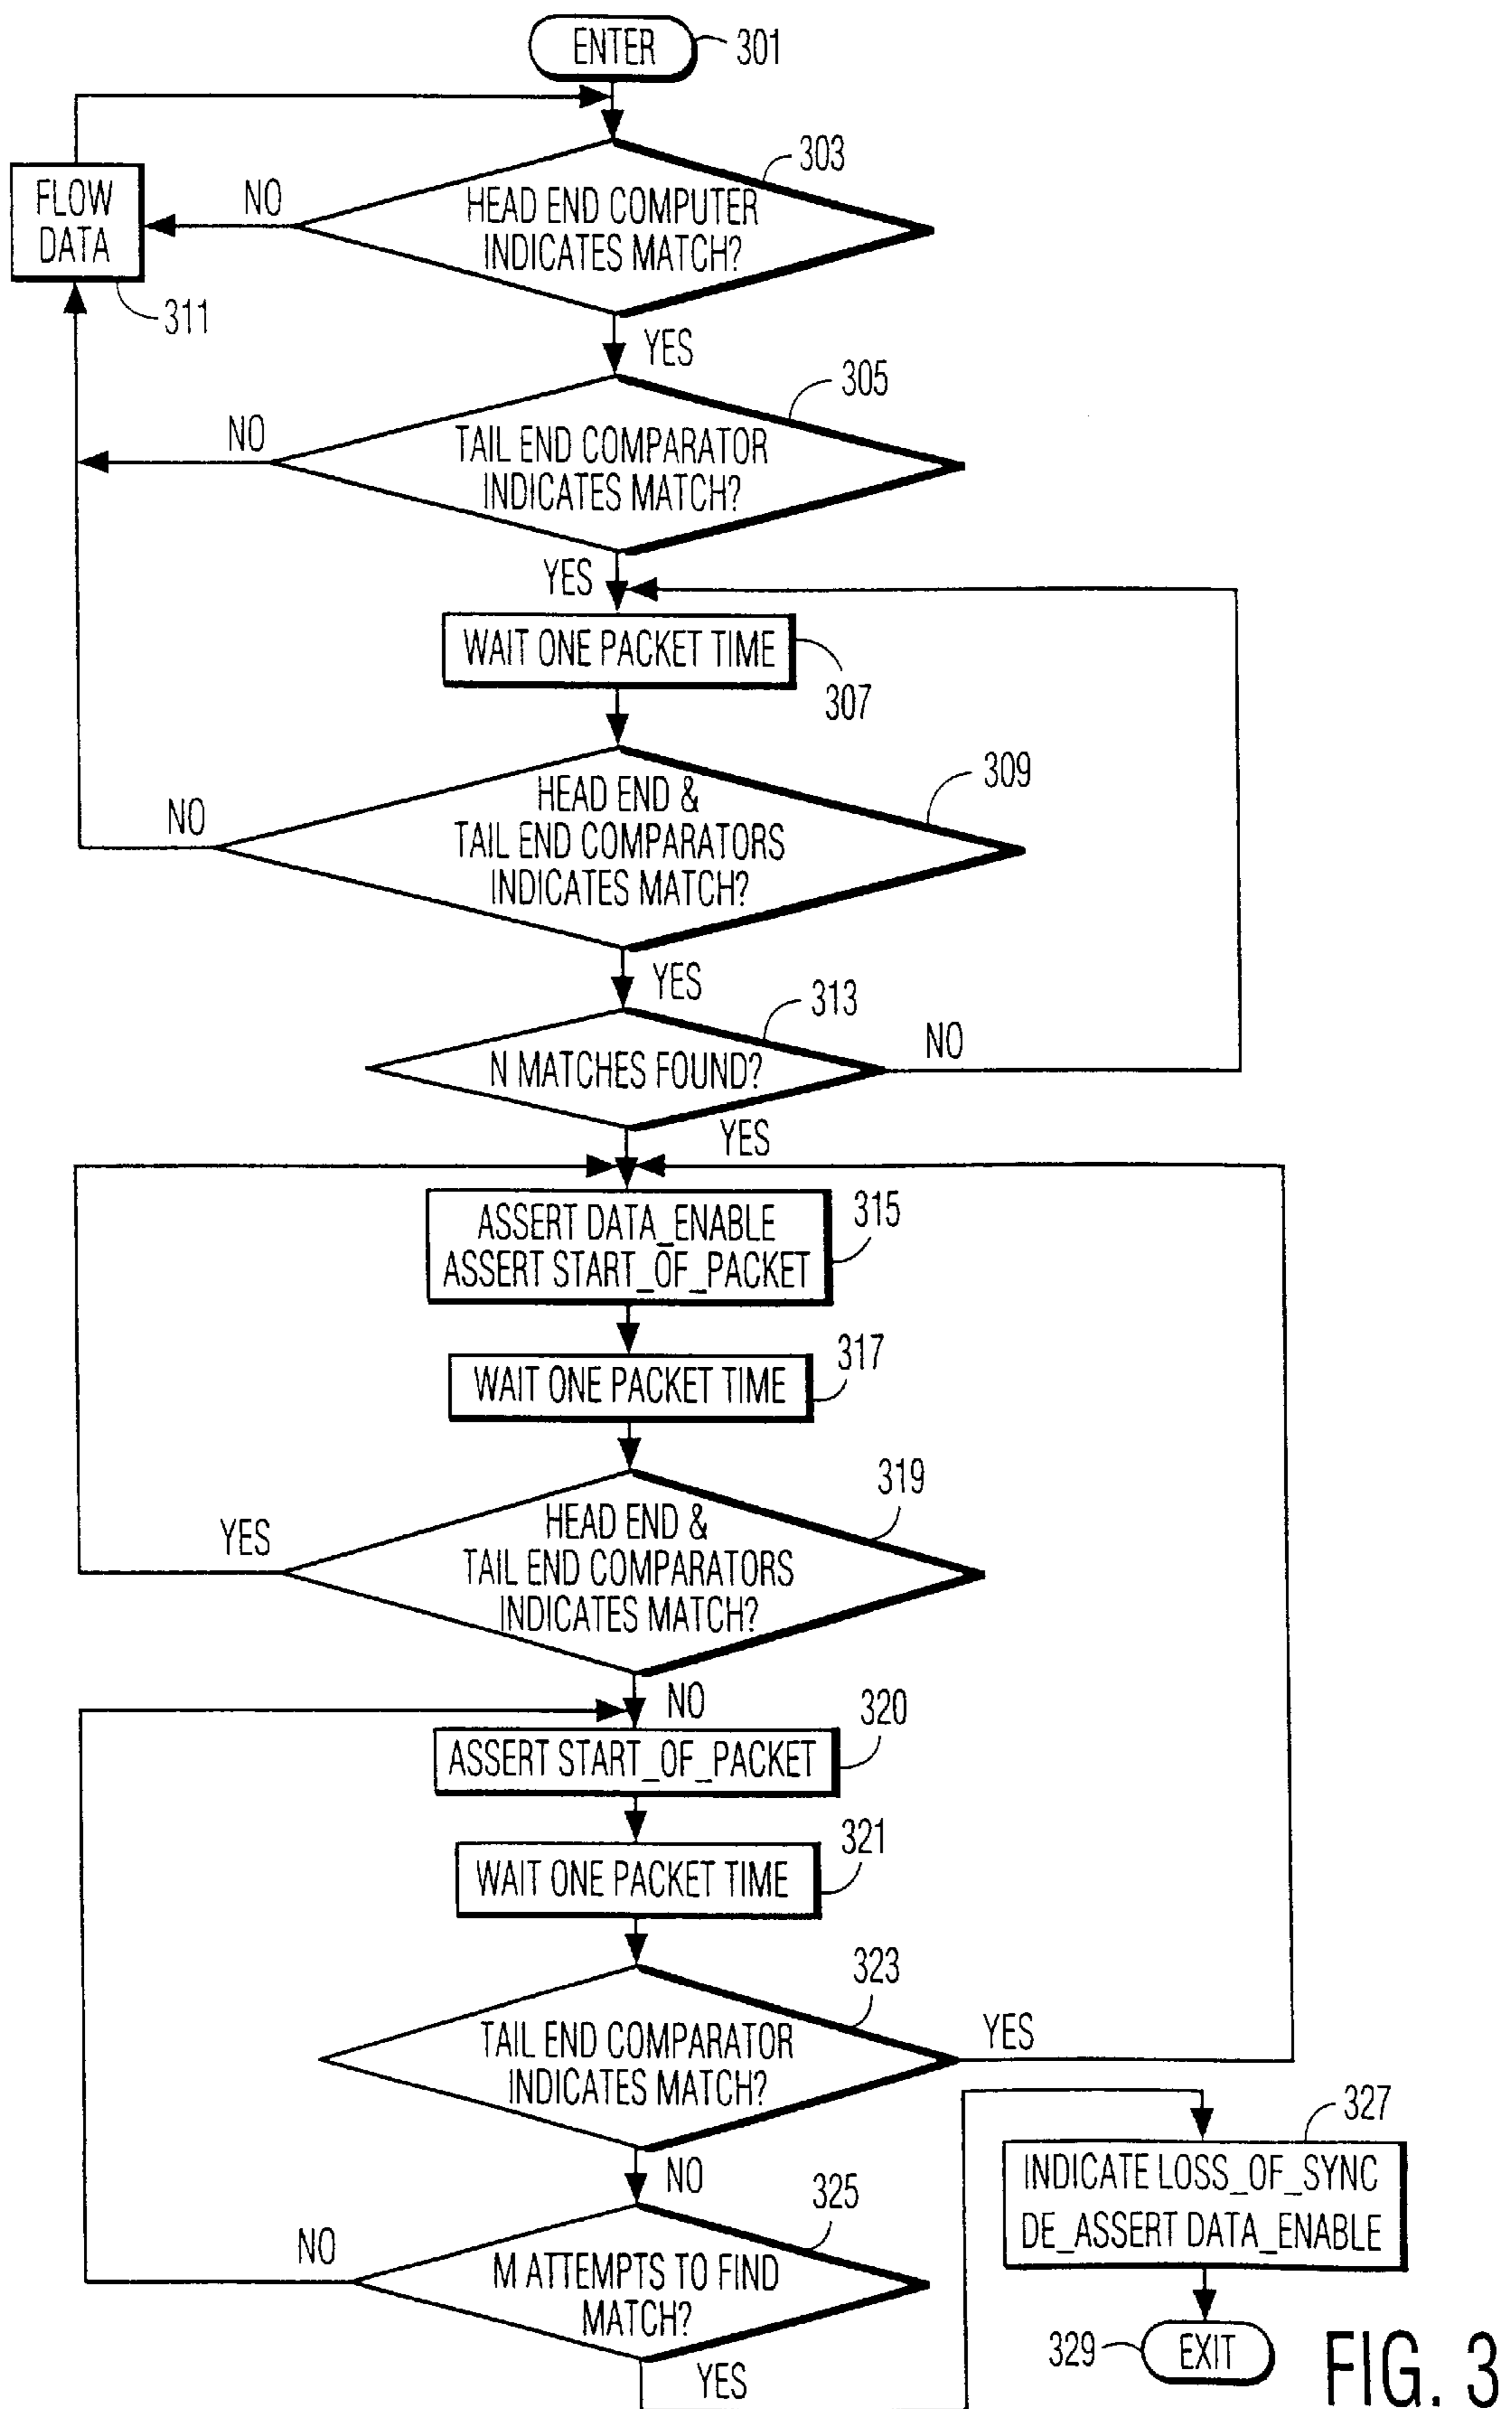 ENTER
301
303
HEAD END COMPUTER
INDICATES MATCH?
NO
FLOW
DATA
311
YES
305
TAIL END COMPARATOR
INDICATES MATCH?
NO
YES
WAIT ONE PACKET TIME
307
309
HEAD END &
TAIL END COMPARATORS
INDICATES MATCH?
NO
YES
313
N MATCHES FOUND?
NO
YES
315
ASSERT DATA_ENABLE
ASSERT START_OF_PACKET
317
WAIT ONE PACKET TIME
319
HEAD END &
TAIL END COMPARATORS
INDICATES MATCH?
YES
NO
320
ASSERT START_OF_PACKET
321
WAIT ONE PACKET TIME
323
TAIL END COMPARATOR
INDICATES MATCH?
YES
NO
325
M ATTEMPTS TO FIND
MATCH?
NO
YES
327
INDICATE LOSS_OF_SYNC
DE_ASSERT DATA_ENABLE
329
EXIT
FIG. 3